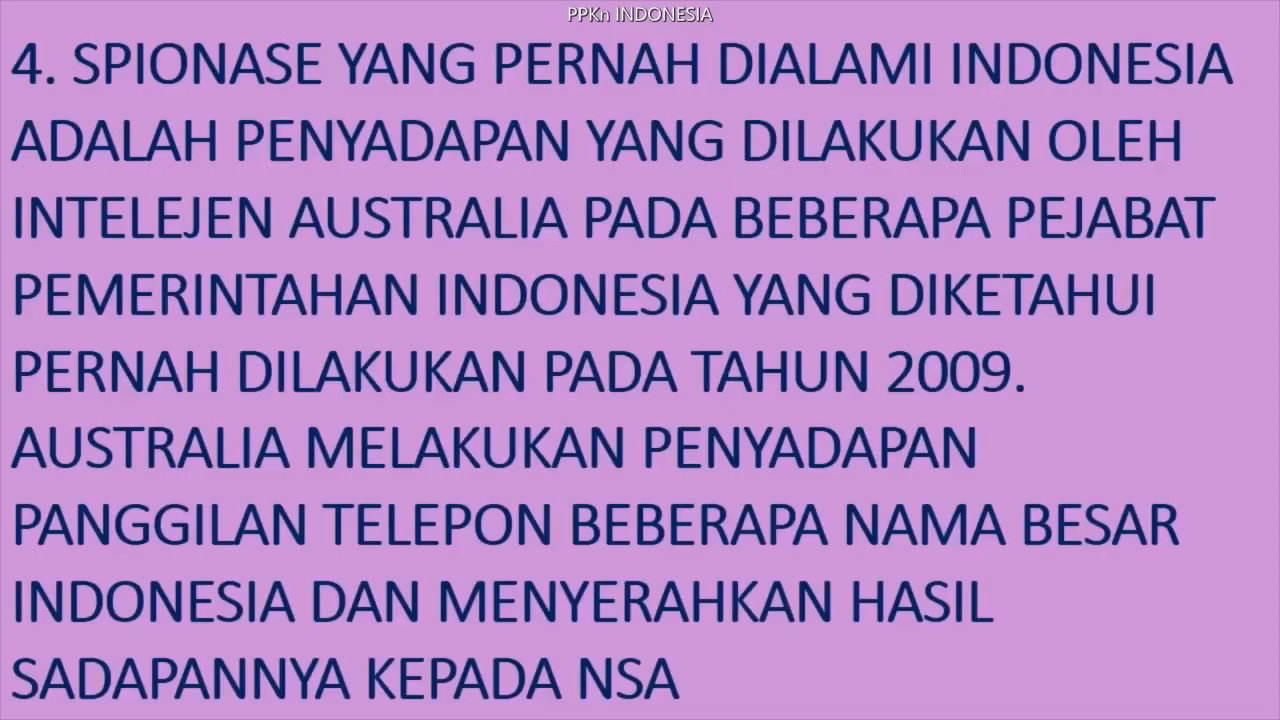 PPKn INDONESIA
4. SPIONASE YANG PERNAH DIALAMI INDONESIA
ADALAH PENYADAPAN YANG DILAKUKAN OLEH
INTELEJEN AUSTRALIA PADA BEBERAPA PEJABAT
PEMERINTAHAN INDONESIA YANG DIKETAHUI
PERNAH DILAKUKAN PADA TAHUN 2009.
AUSTRALIA MELAKUKAN PENYADAPAN
PANGGILAN TELEPON BEBERAPA NAMA BESAR
INDONESIA DAN MENYERAHKAN HASIL
SADAPANNYA KEPADA NSA